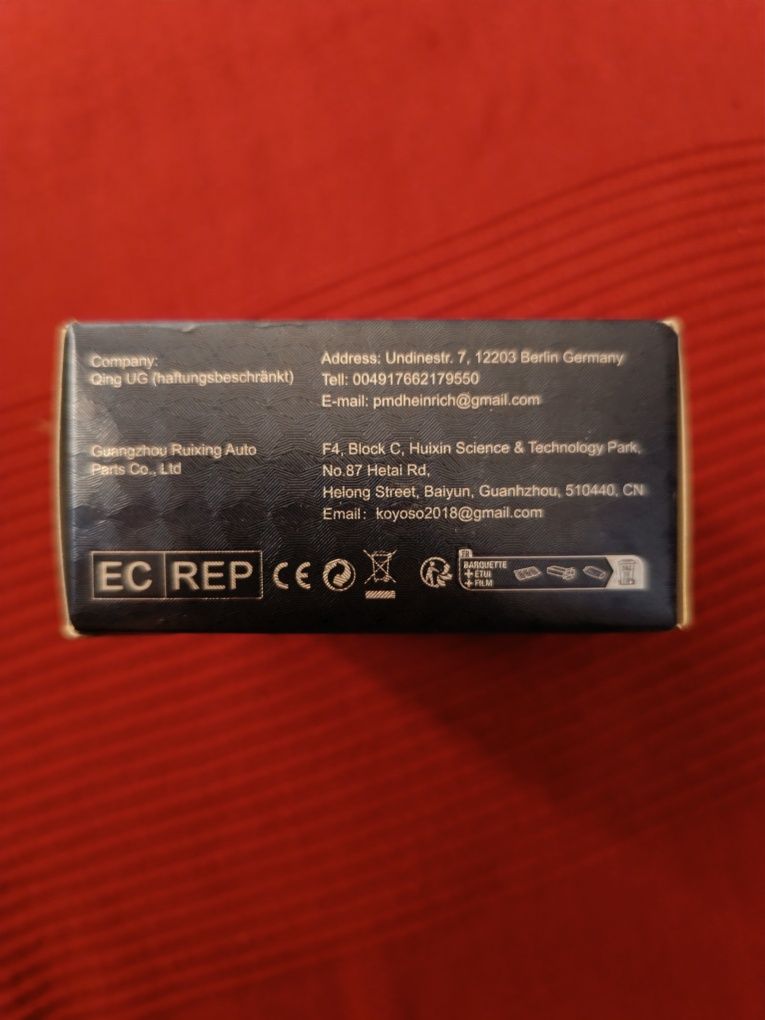 Company:
Qing UG (haftungsbeschränkt)
Address: Undinestr. 7, 12203 Berlin Germany
Tell: 004917662179550
E-mail: pmdheinrich@gmail.com
Guangzhou Ruixing Auto
Parts Co., Ltd
F4, Block C, Huixin Science & Technology Park,
No.87 Hetai Rd,
Helong Street, Baiyun, Guanhzhou, 510440, CN
Email: koyoso2018@gmail.com
EC REP
CE
FR
BARQUETTE
+ ÉTUI
+ FILM